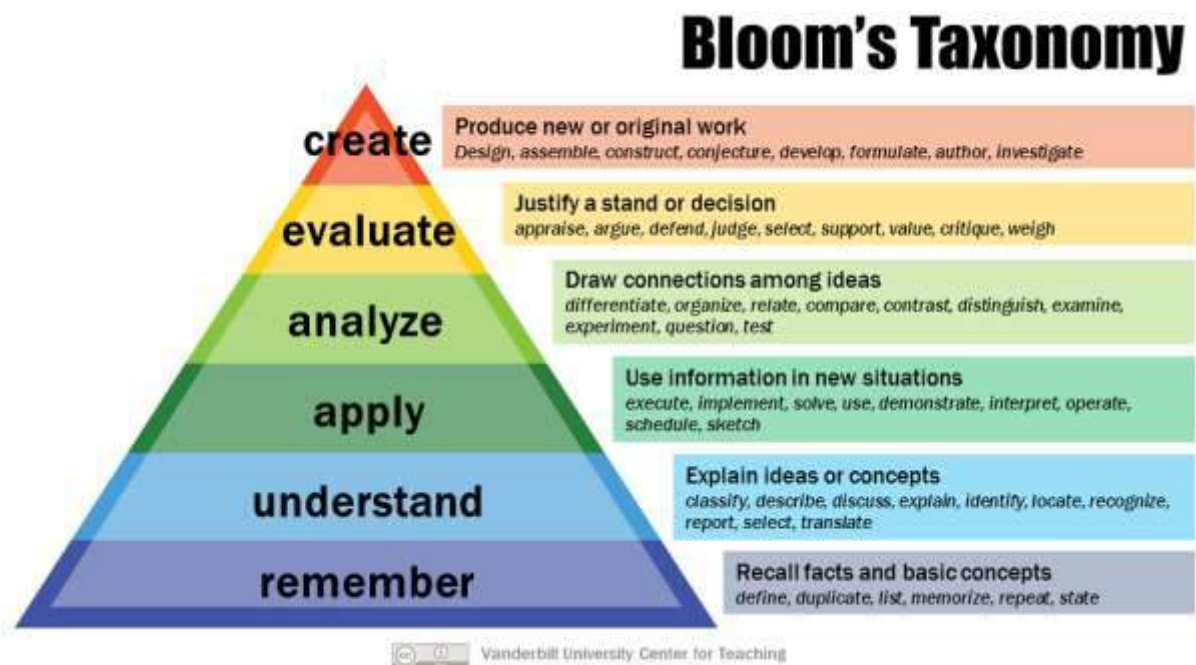 Bloom's Taxonomy
create
Produce new or original work
Design, assemble, construct, conjecture, develop, formulate, author, investigate
evaluate
Justify a stand or decision
appraise, argue, defend, judge, select, support, value, critique, weigh
analyze
Draw connections among ideas
differentiate, organize, relate, compare, contrast, distinguish, examine,
experiment, question, test
apply
Use information in new situations
execute, implement, solve, use, demonstrate, interpret, operate,
schedule, sketch
understand
Explain ideas or concepts
classify, describe, discuss, explain, identify, locate, recognize,
report, select, translate
remember
Recall facts and basic concepts
define, duplicate, list, memorize, repeat, state
cc Vanderbilt University Center for Teaching